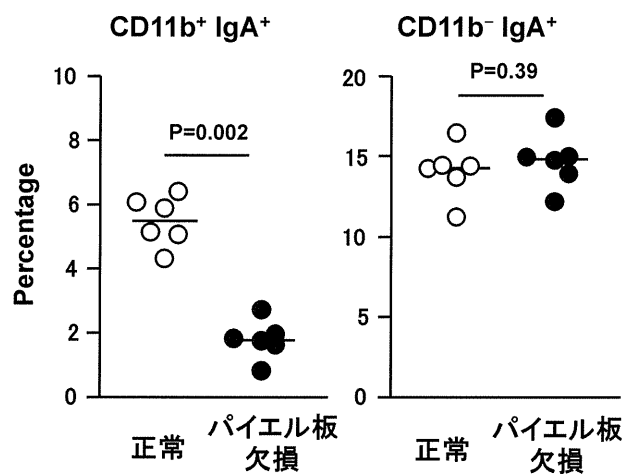 CD11b⁺ IgA⁺
CD11b⁻ IgA⁺
Percentage
10
8
6
4
2
0
P=0.002
正常
パイエル板
欠損
20
15
10
5
0
P=0.39
正常
パイエル板
欠損